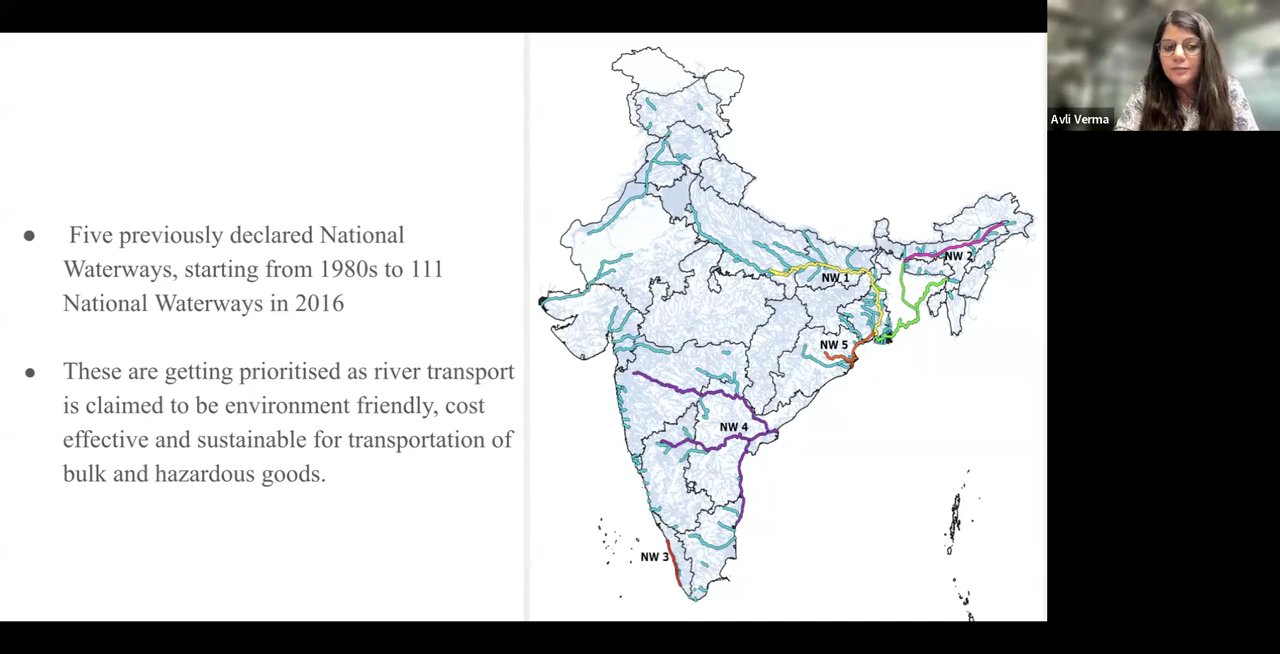 ● Five previously declared National
Waterways, starting from 1980s to 111
National Waterways in 2016
● These are getting prioritised as river transport
is claimed to be environment friendly, cost
effective and sustainable for transportation of
bulk and hazardous goods.
NW 2
NW 1
NW 5
NW 4
NW 3
Avli Verma